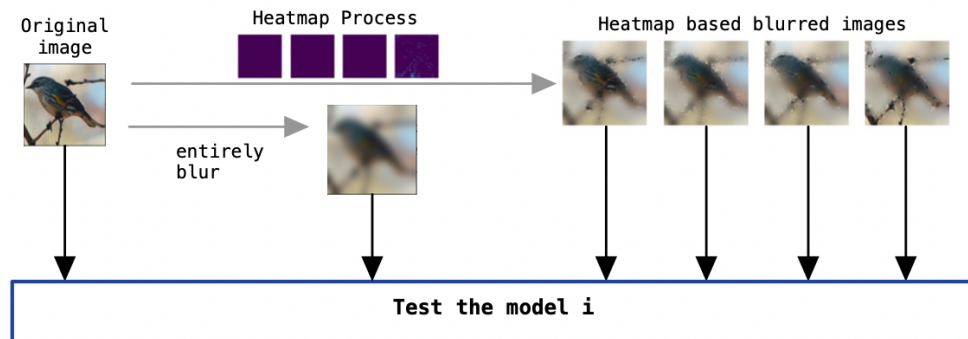 Original
image
Heatmap Process
Heatmap based blurred images
entirely
blur
Test the model i